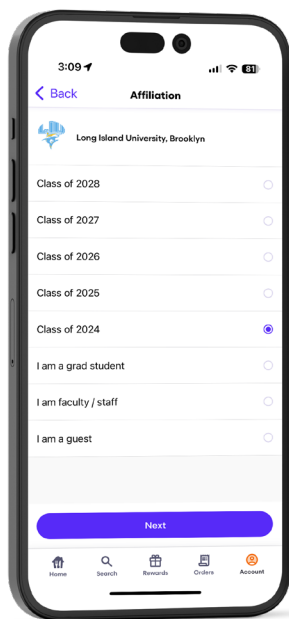 3:09
81
Back
Affiliation
Long Island University, Brooklyn
Class of 2028
Class of 2027
Class of 2026
Class of 2025
Class of 2024
I am a grad student
I am faculty / staff
I am a guest
Next
Home Search Rewards Orders Account